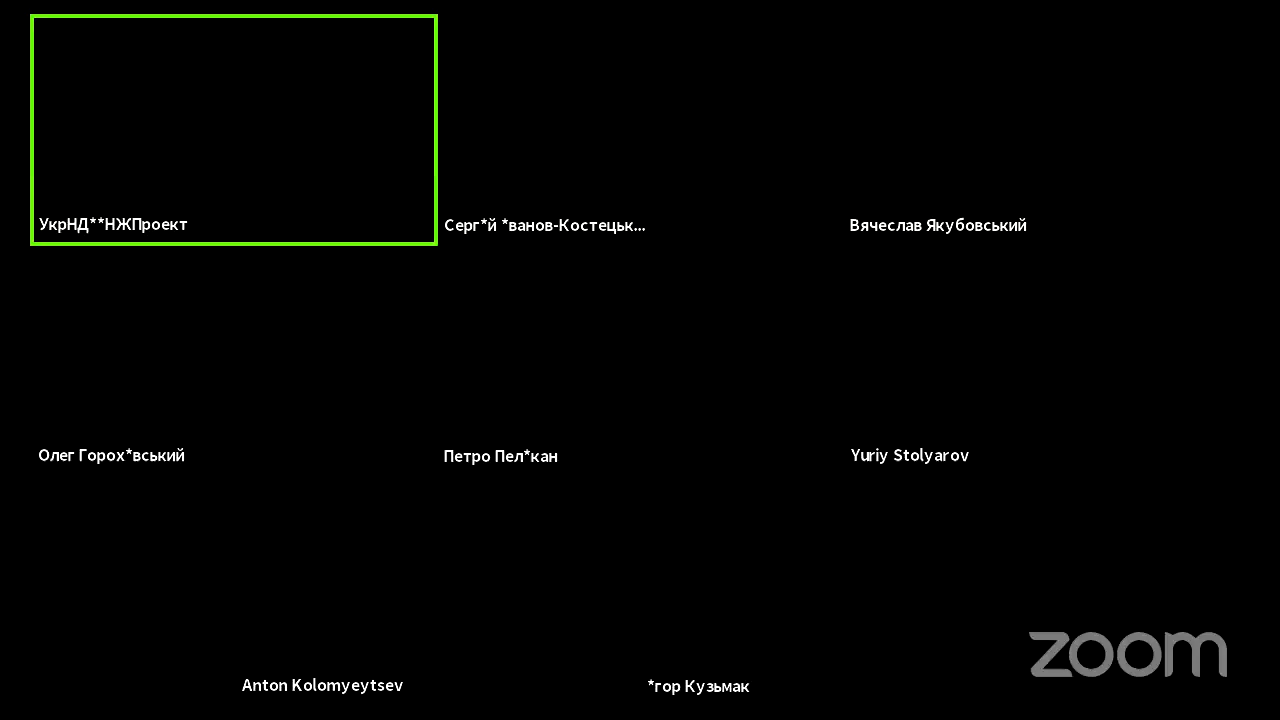 УкрНД**НЖПроект
Серг*й *ванов-Костецьк...
Вячеслав Якубовський
Олег Горох*вський
Петро Пел*кан
Yuriy Stolyarov
Anton Kolomyeytsev
*гор Кузьмак
zoom